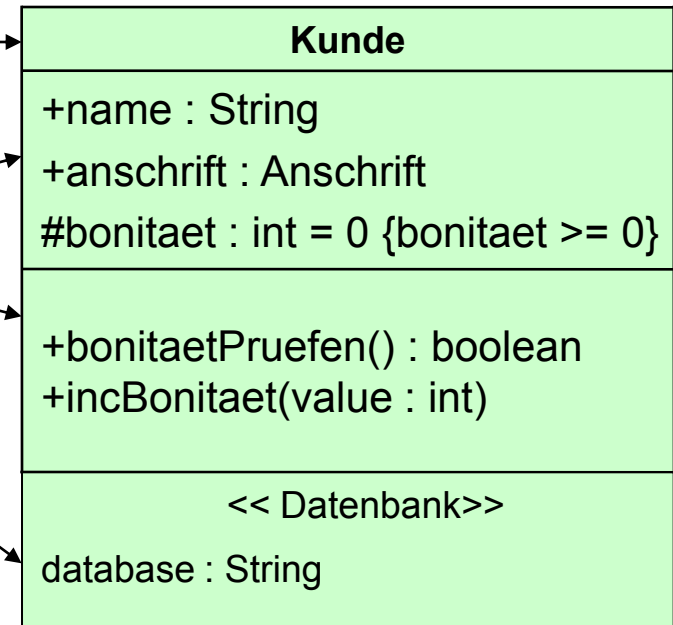 Kunde
+name : String
+anschrift : Anschrift
#bonitaet : int = 0 {bonitaet >= 0}
+bonitaetPruefen() : boolean
+incBonitaet(value : int)
<< Datenbank>>
database : String